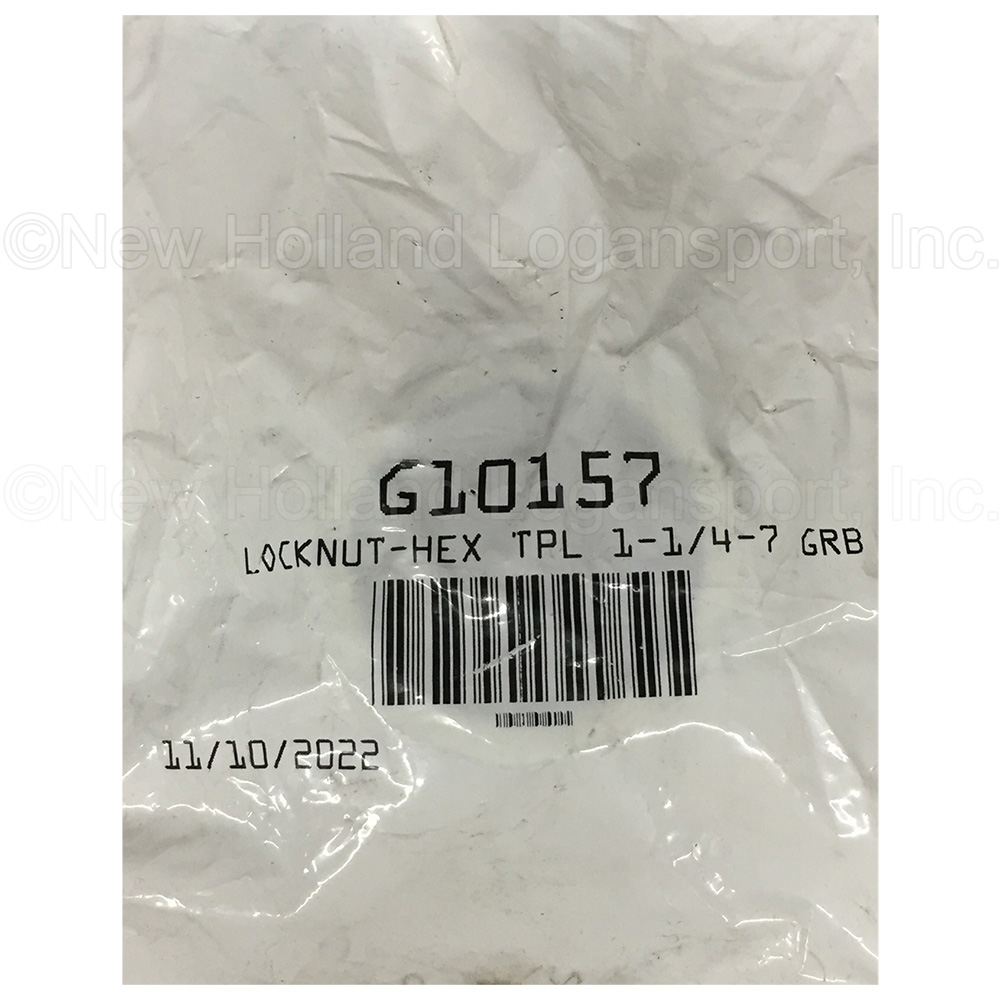 ©New Holland Logansport, Inc.
G10157
©New Holland Logansport, Inc.
LOCKNUT-HEX TPL 1-1/4-7 GRB
11/10/2022